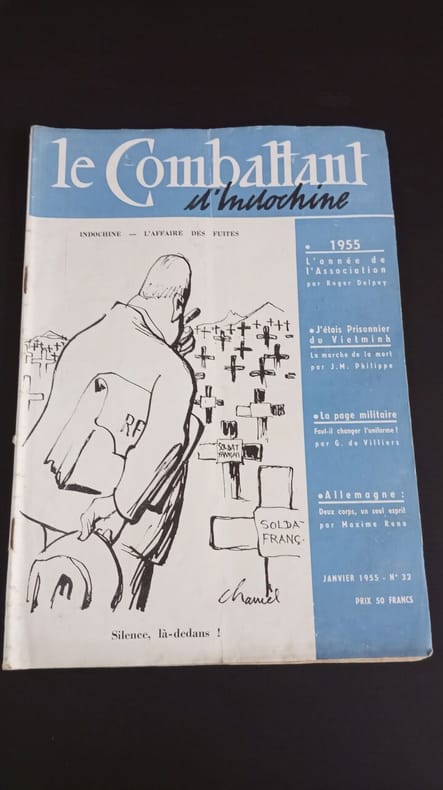 le Combattant
d'Indochine
INDOCHINE — L'AFFAIRE DES FUITES
RF
SOLDAT
FRANÇAIS
SOLDA-
FRANÇ-
Chancel
Silence, là-dedans !
• 1955
L'année de
l'Association
par Roger Delpey
•J'étais Prisonnier
du Vietminh
La marche de la mort
par J.M. Philippe
•La page militaire
Faut-il changer l'uniforme !
par G. de Villiers
•Allemagne :
Deux corps, un seul esprit
par Maxime Rens
JANVIER 1955 - N° 32
PRIX 50 FRANCS